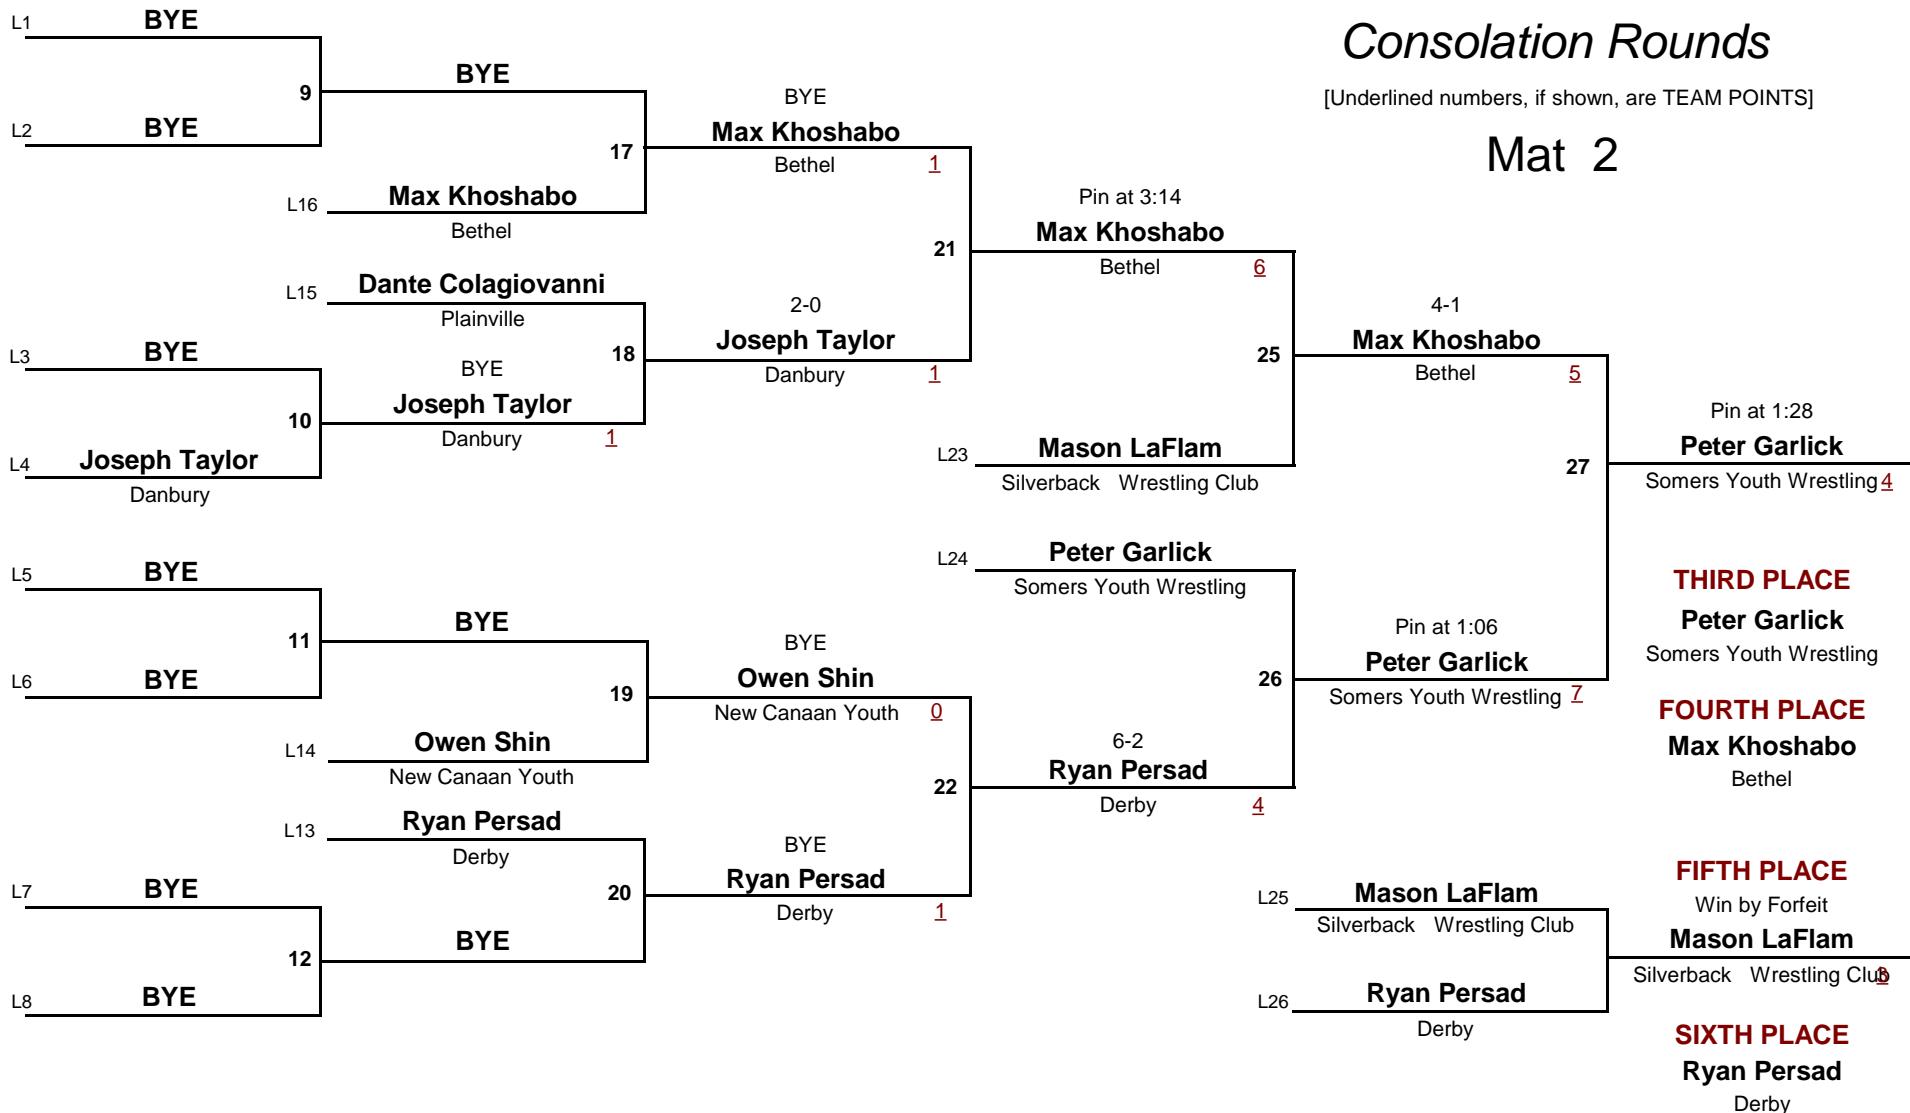 Consolation Rounds
[Underlined numbers, if shown, are TEAM POINTS]
Mat 2
L1 BYE
9
L2 BYE
BYE
17
L16 Max Khoshabo
Bethel
BYE
Max Khoshabo
Bethel 1
21
L15 Dante Colagiovanni
Plainville
18
L3 BYE
10
L4 Joseph Taylor
Danbury
BYE
Joseph Taylor
Danbury 1
2-0
Joseph Taylor
Danbury 1
Pin at 3:14
Max Khoshabo
Bethel 6
25
L23 Mason LaFlam
Silverback Wrestling Club
4-1
Max Khoshabo
Bethel 5
27
Pin at 1:28
Peter Garlick
Somers Youth Wrestling 4
L5 BYE
11
L6 BYE
BYE
19
L14 Owen Shin
New Canaan Youth
BYE
Owen Shin
New Canaan Youth 0
22
L13 Ryan Persad
Derby
20
L7 BYE
12
L8 BYE
BYE
BYE
Ryan Persad
Derby 1
L24 Peter Garlick
Somers Youth Wrestling
26
6-2
Ryan Persad
Derby 4
Pin at 1:06
Peter Garlick
Somers Youth Wrestling 7
THIRD PLACE
Peter Garlick
Somers Youth Wrestling
FOURTH PLACE
Max Khoshabo
Bethel
L25 Mason LaFlam
Silverback Wrestling Club
L26 Ryan Persad
Derby
FIFTH PLACE
Win by Forfeit
Mason LaFlam
Silverback Wrestling Club
SIXTH PLACE
Ryan Persad
Derby